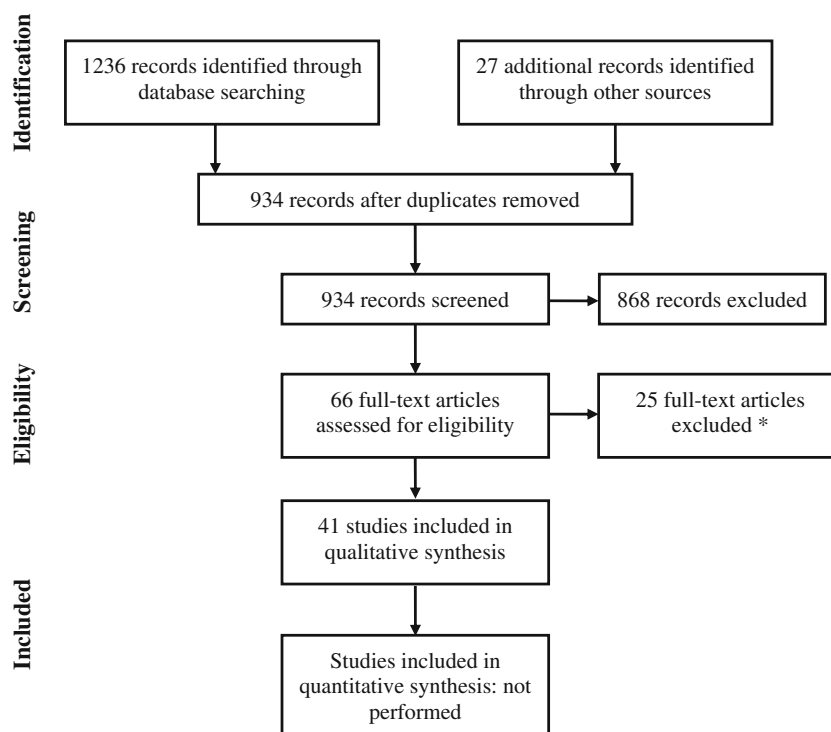 Identification
1236 records identified through
database searching
27 additional records identified
through other sources
934 records after duplicates removed
Screening
934 records screened
868 records excluded
Eligibility
66 full-text articles
assessed for eligibility
25 full-text articles
excluded *
Included
41 studies included in
qualitative synthesis
Studies included in
quantitative synthesis: not
performed